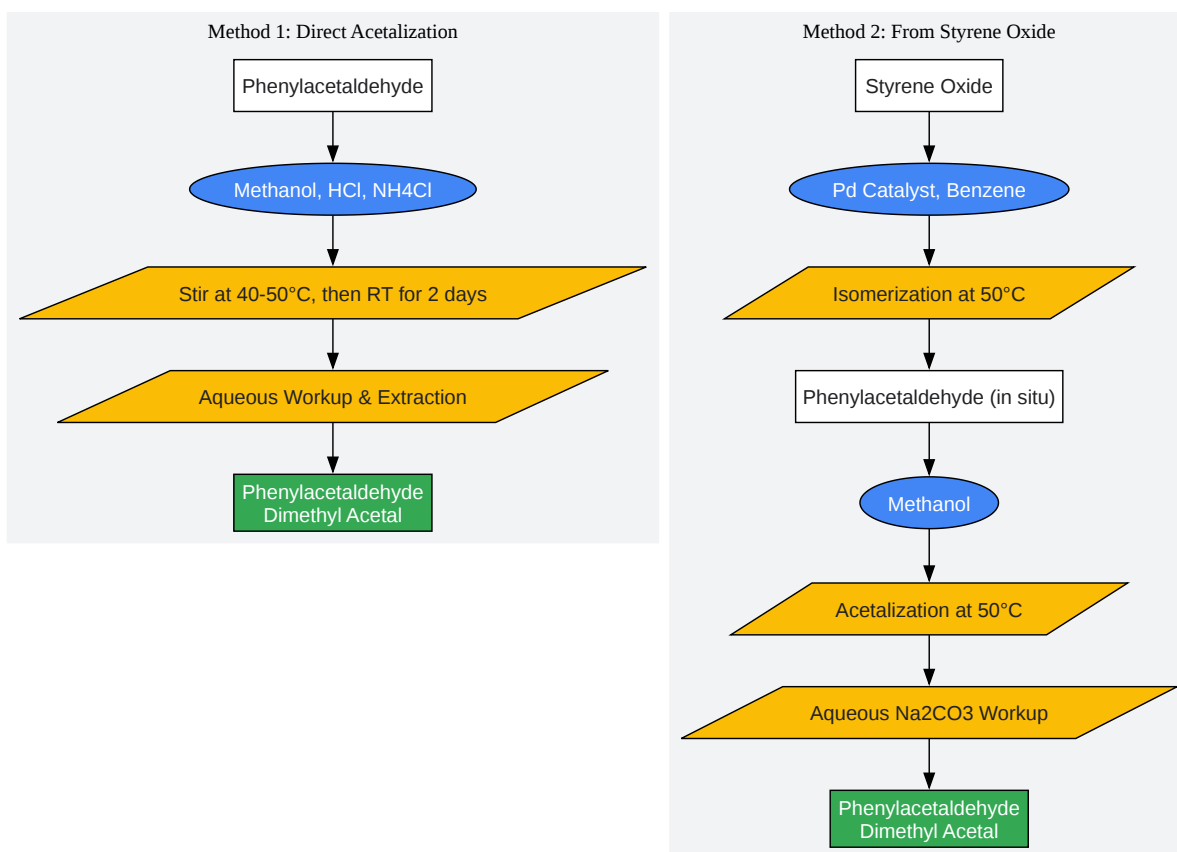 Method 1: Direct Acetalization
Phenylacetaldehyde
Methanol, HCl, NH4Cl
Stir at 40-50°C, then RT for 2 days
Aqueous Workup & Extraction
Phenylacetaldehyde
Dimethyl Acetal
Method 2: From Styrene Oxide
Styrene Oxide
Pd Catalyst, Benzene
Isomerization at 50°C
Phenylacetaldehyde (in situ)
Methanol
Acetalization at 50°C
Aqueous Na2CO3 Workup
Phenylacetaldehyde
Dimethyl Acetal